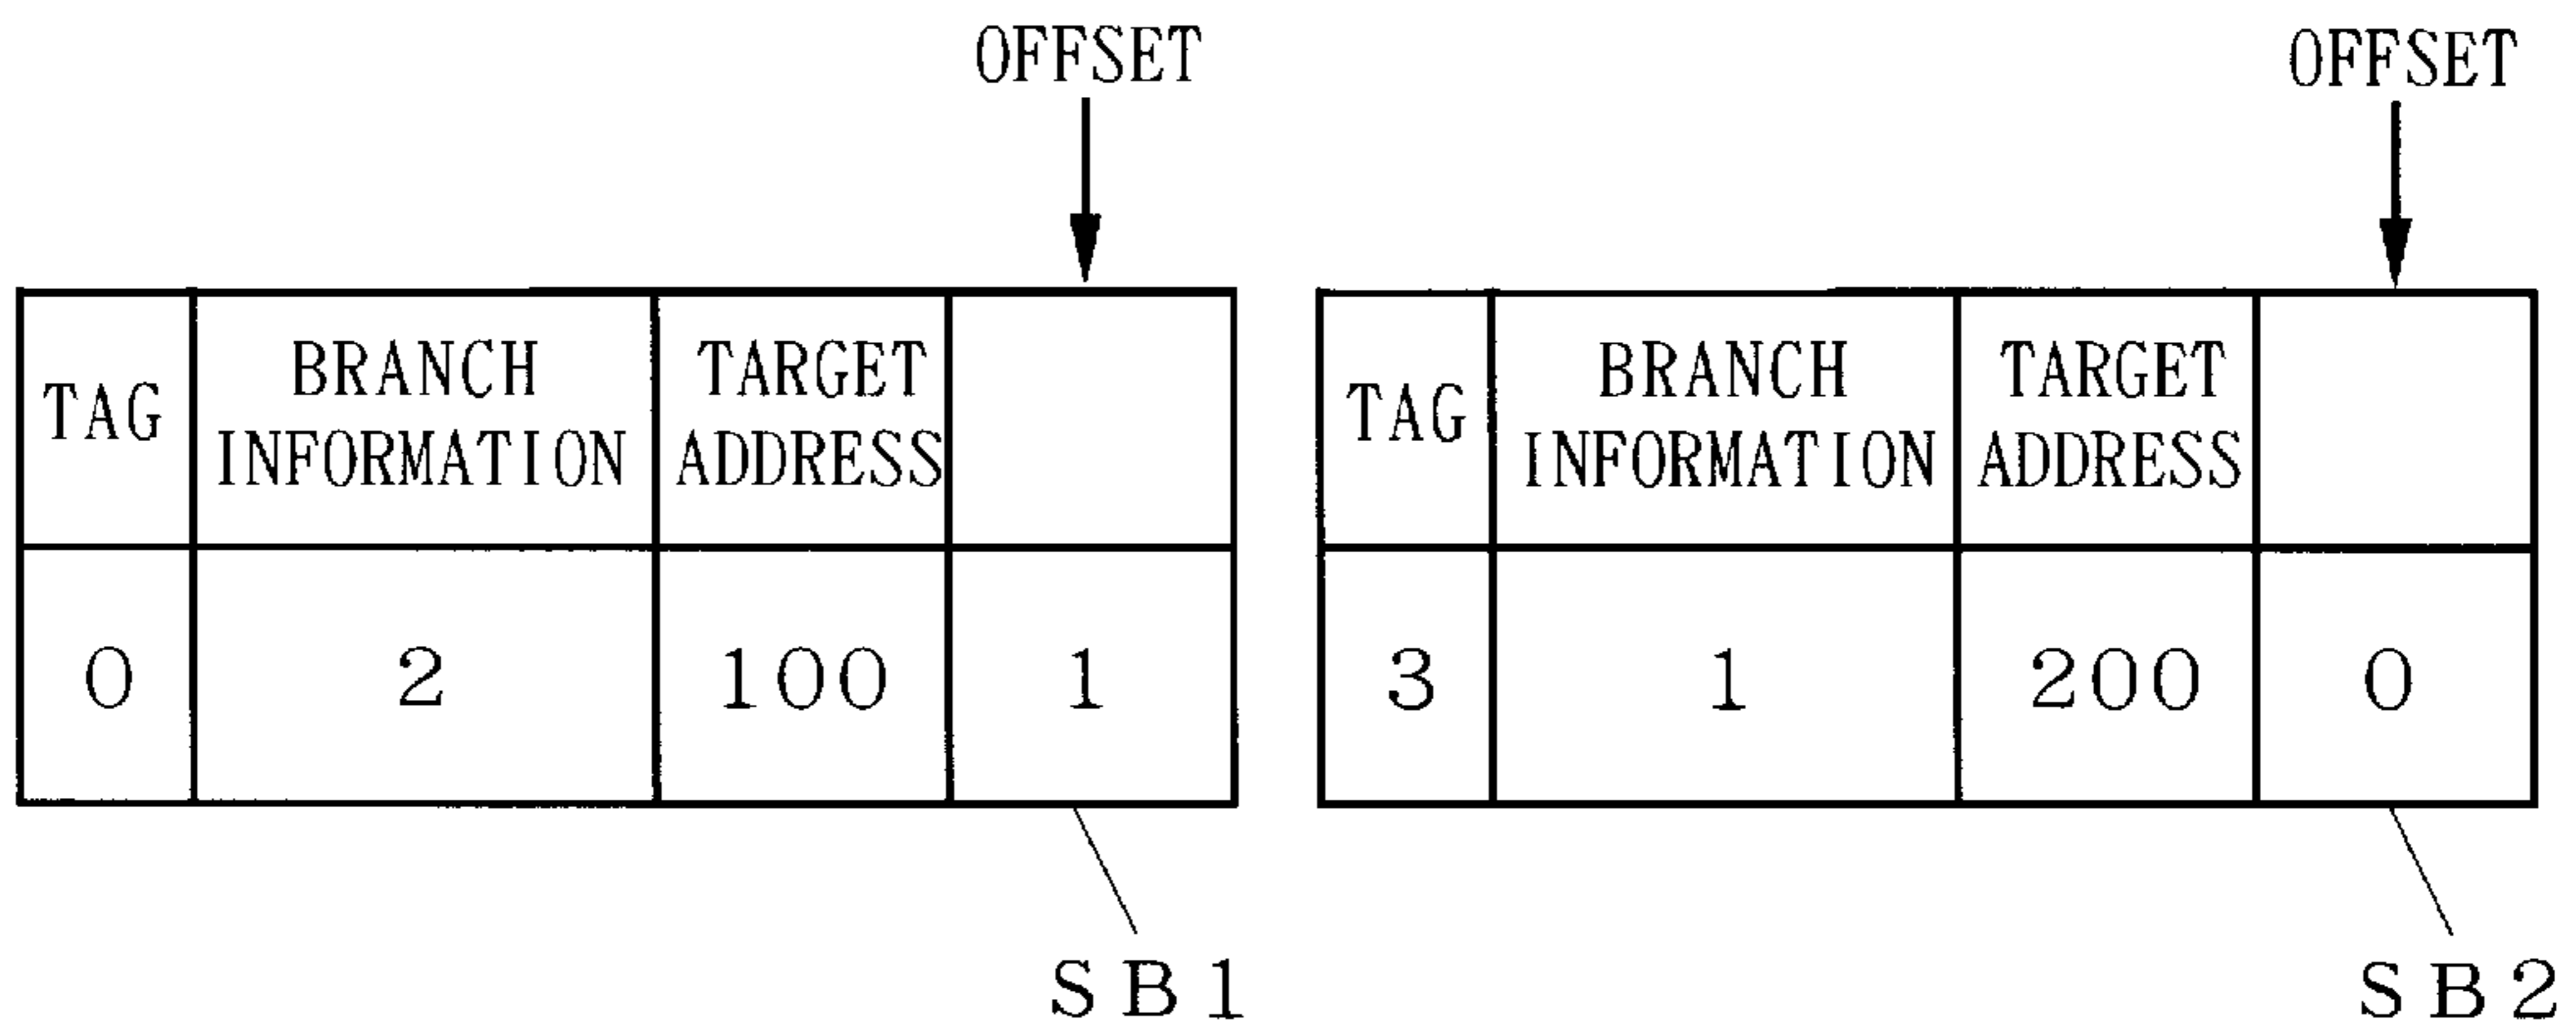 OFFSET OFFSET
TAG BRANCH INFORMATION TARGET ADDRESS TAG BRANCH INFORMATION TARGET ADDRESS
0 2 100 1 3 1 200 0
SB1 SB2